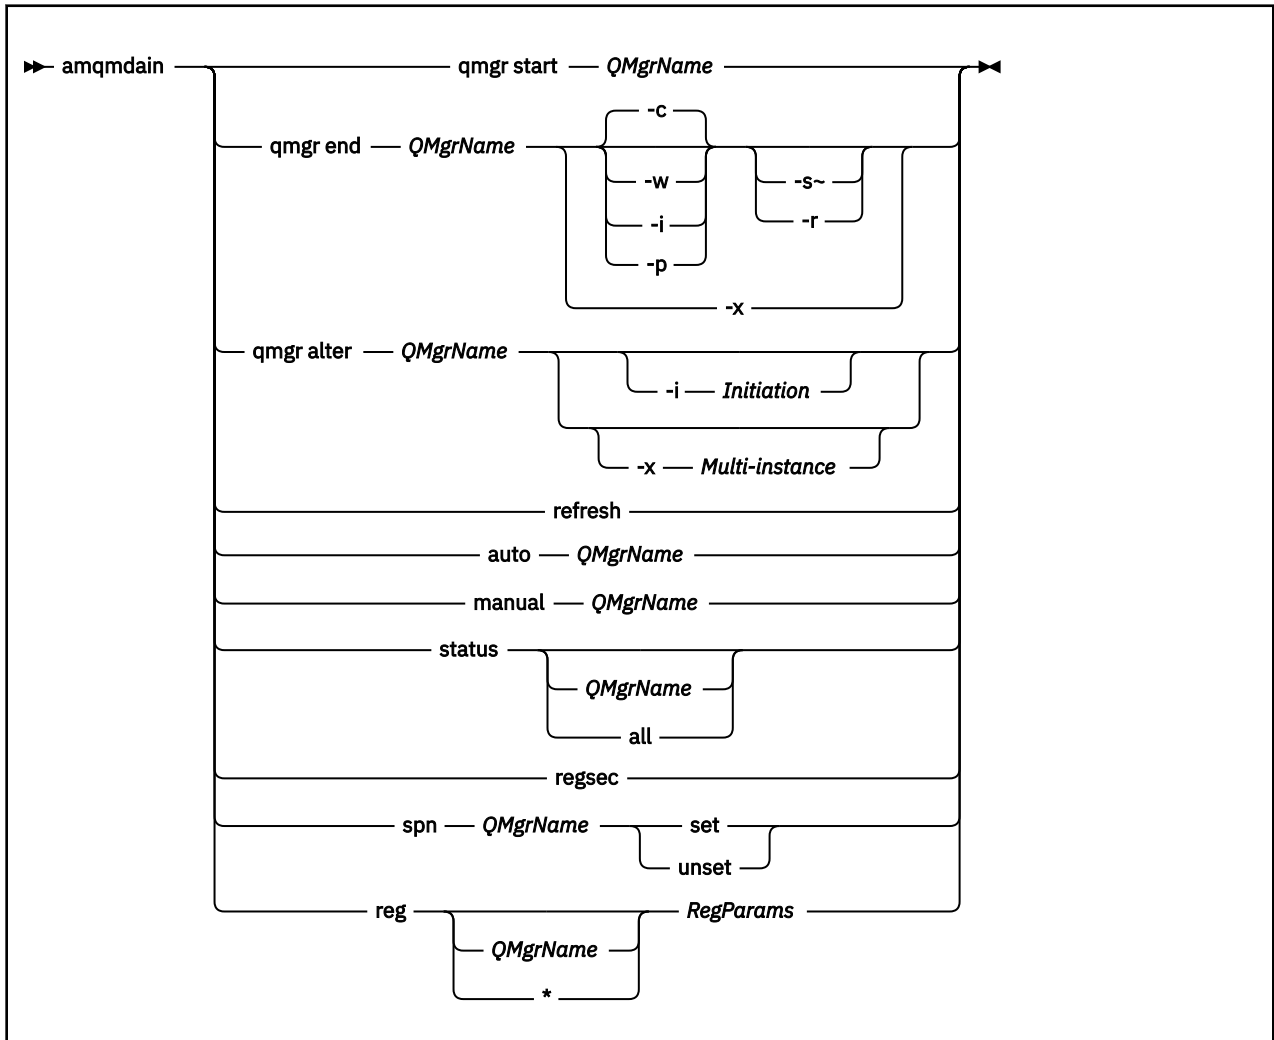 amqmdain qmgr start QMgrName
-c
qmgr end QMgrName
-w -s~
-i -r
-p
-x
qmgr alter QMgrName
-i Initiation
-x Multi-instance
refresh
auto QMgrName
manual QMgrName
status
QMgrName
all
regsec
spn QMgrName set
unset
reg RegParams
QMgrName
*